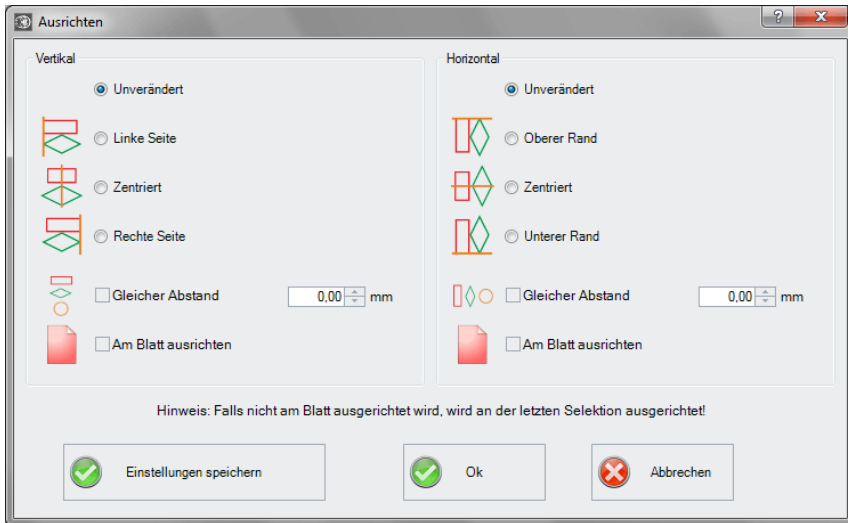 Ausrichten
?
X
Vertikal
Unverändert
Linke Seite
Zentriert
Rechte Seite
Gleicher Abstand 0,00 mm
Am Blatt ausrichten
Horizontal
Unverändert
Oberer Rand
Zentriert
Unterer Rand
Gleicher Abstand 0,00 mm
Am Blatt ausrichten
Hinweis: Falls nicht am Blatt ausgerichtet wird, wird an der letzten Selektion ausgerichtet!
Einstellungen speichern
Ok
Abbrechen